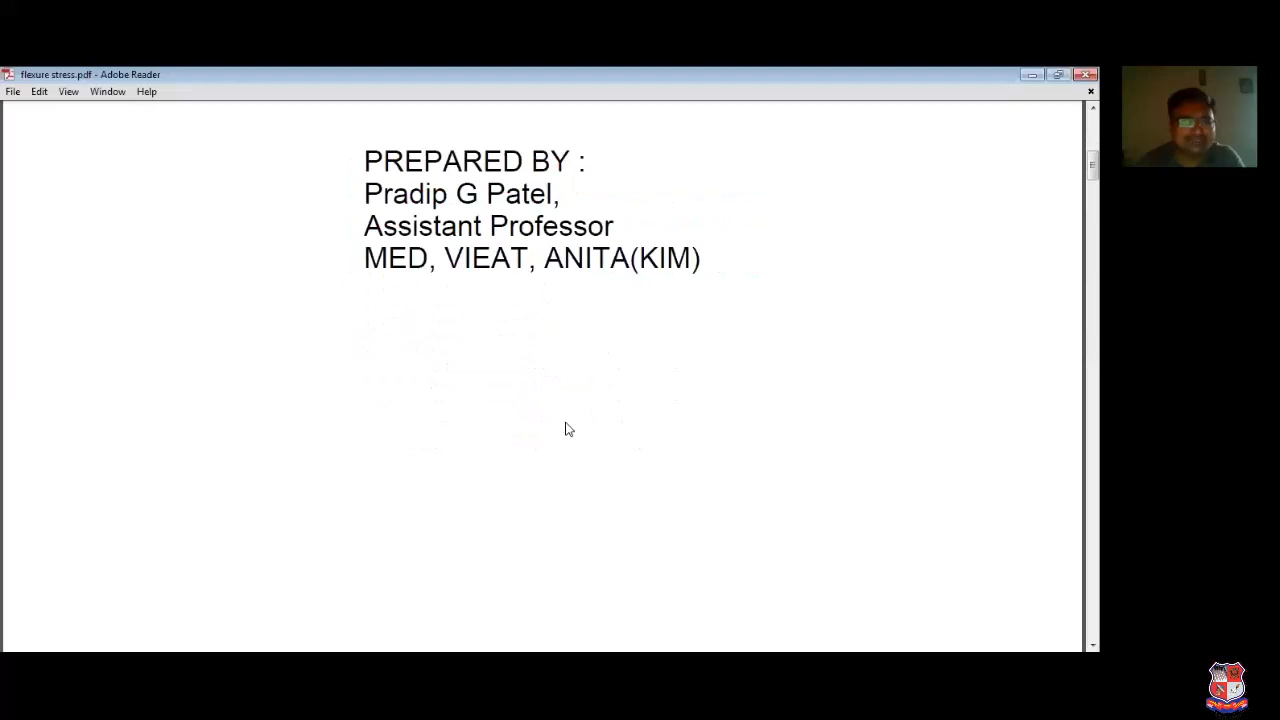 flexure stress.pdf - Adobe Reader
File Edit View Window Help
PREPARED BY :
Pradip G Patel,
Assistant Professor
MED, VIEAT, ANITA(KIM)